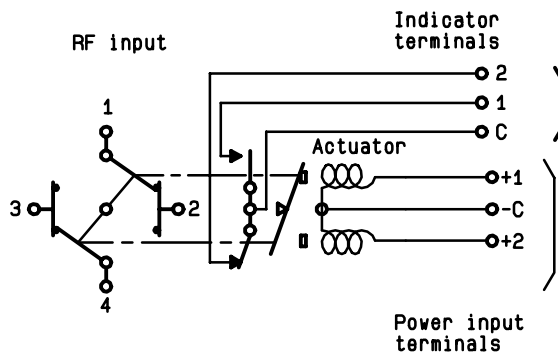 RF input
Indicator
terminals
2
1
C
Actuator
1
3
2
4
+1
-C
+2
Power input
terminals